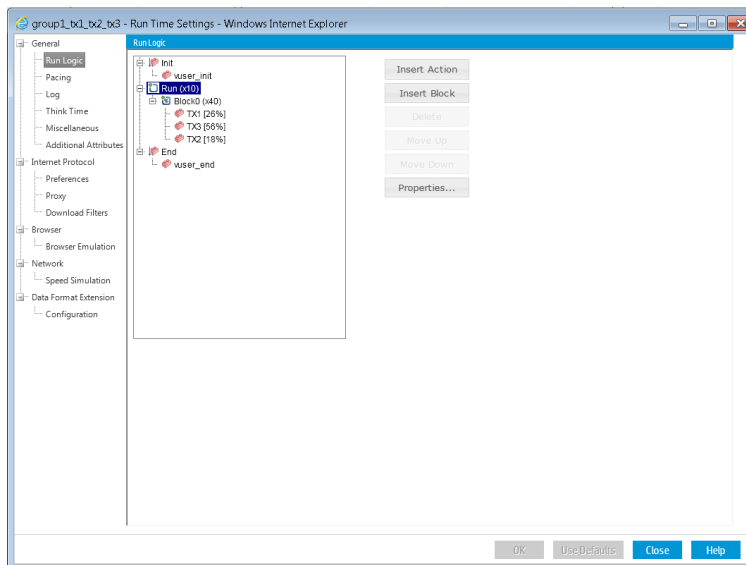 group1_tx1_tx2_tx3 - Run Time Settings - Windows Internet Explorer
General
Run Logic
Pacing
Log
Think Time
Miscellaneous
Additional Attributes
Internet Protocol
Preferences
Proxy
Download Filters
Browser
Browser Emulation
Network
Speed Simulation
Data Format Extension
Configuration
Run Logic
Init
vuser_init
Run (x10)
Block0 (x40)
TX1 [26%]
TX3 [56%]
TX2 [18%]
End
vuser_end
Insert Action
Insert Block
Delete
Move Up
Move Down
Properties...
OK
Use Defaults
Close
Help